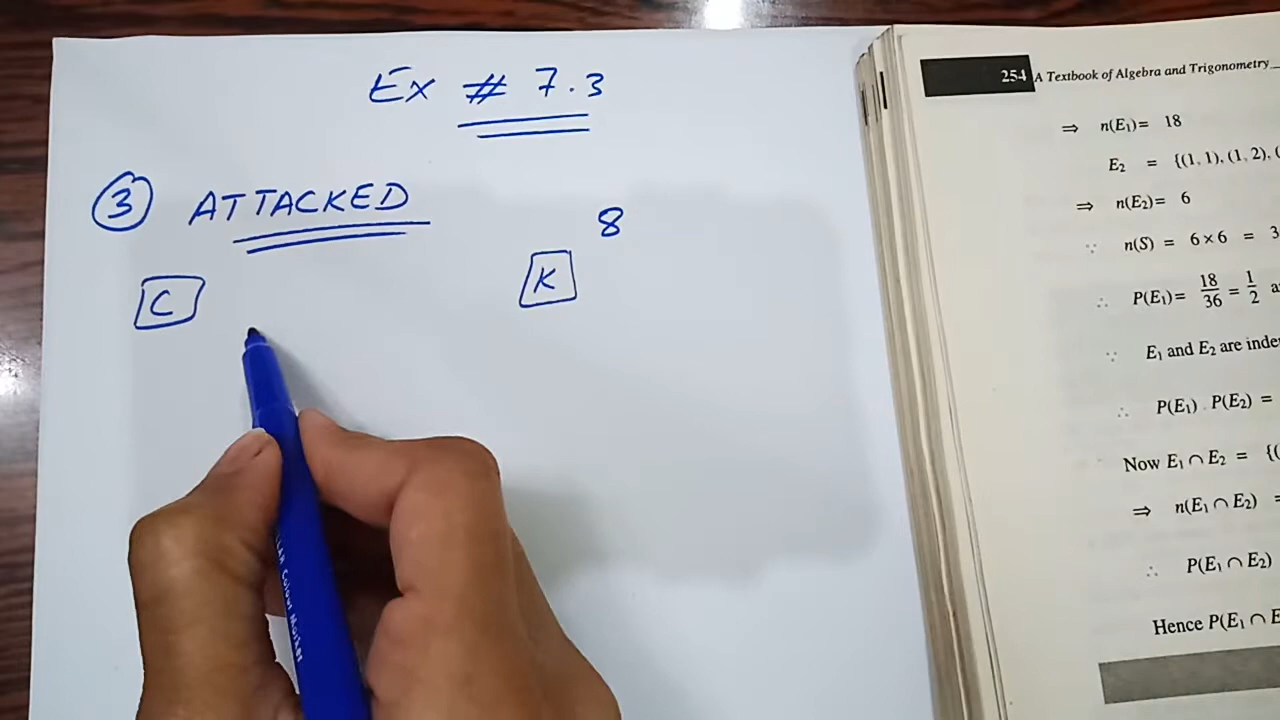 Ex # 7.3
③ ATTACKED
8
C
K
254 A Textbook of Algebra and Trigonometry
⇒ n(E₁)= 18
E₂ = {(1, 1), (1, 2), (
⇒ n(E₂)= 6
∵ n(S) = 6×6 = 3
∴ P(E₁)= 18/36 = 1/2 a
∵ E₁ and E₂ are inde
∴ P(E₁) . P(E₂) =
Now E₁ ∩ E₂ = {(
⇒ n(E₁ ∩ E₂) =
∴ P(E₁ ∩ E₂)
Hence P(E₁ ∩ E
Colour Marker